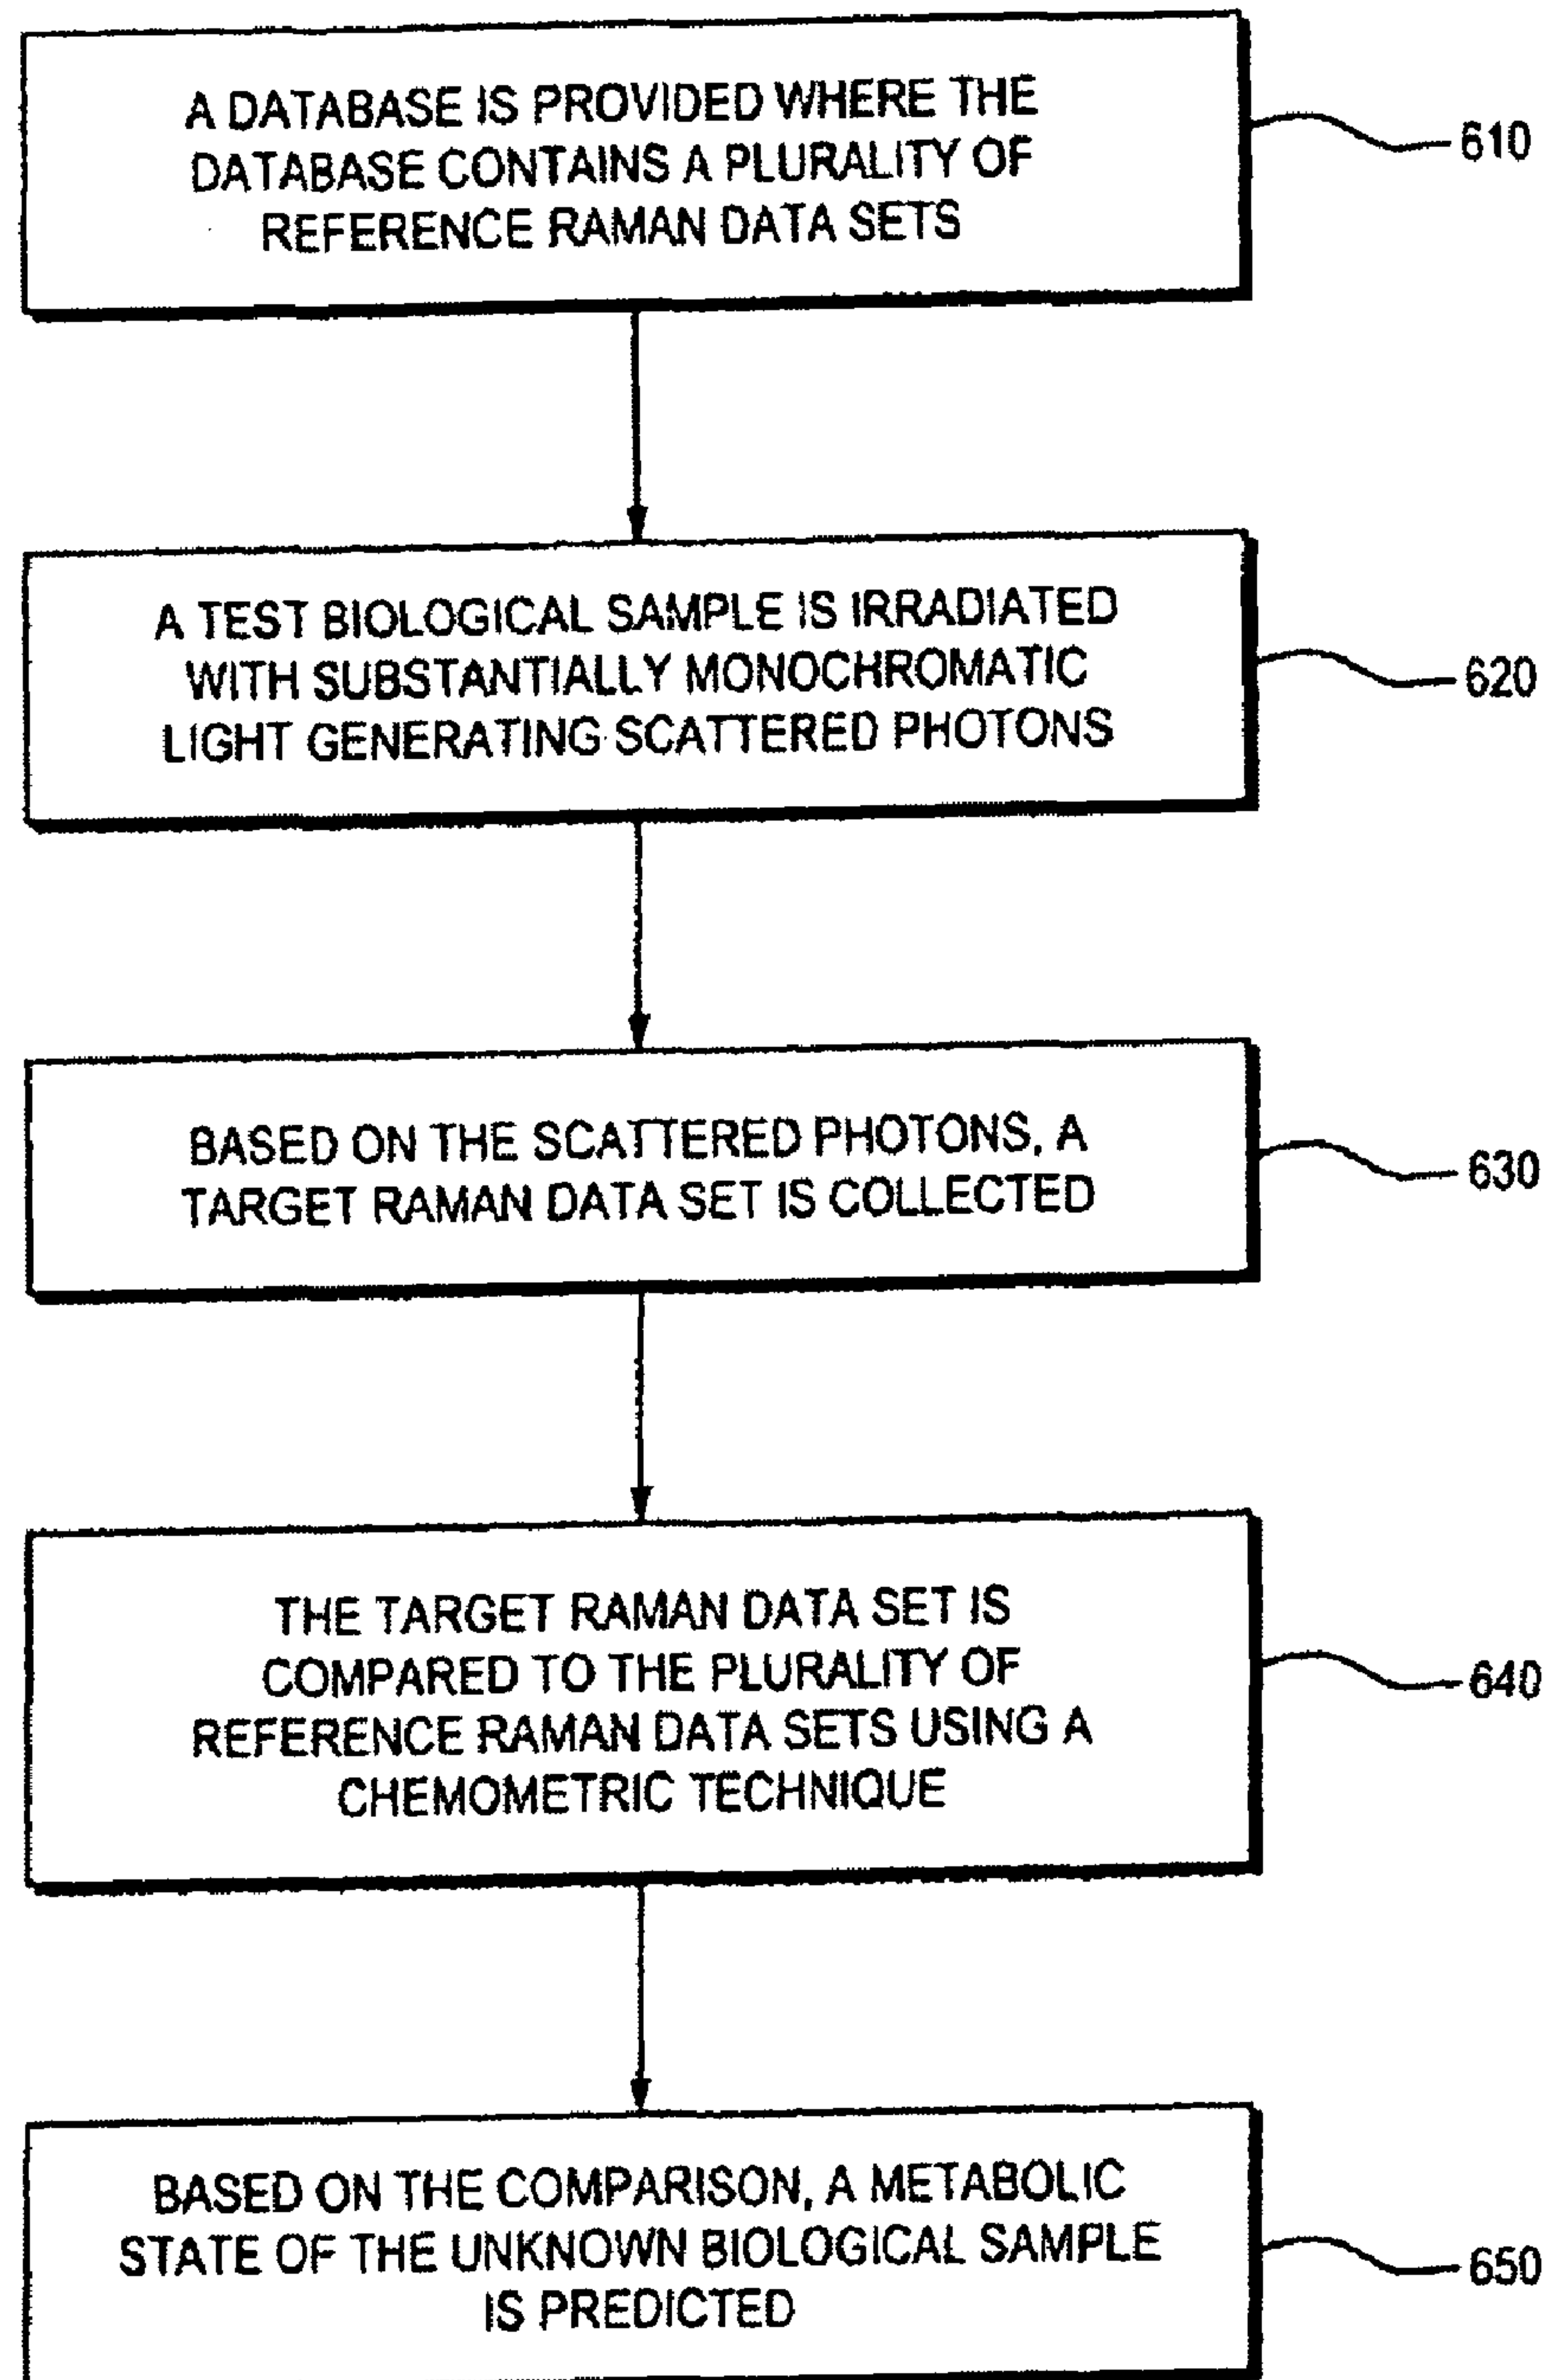 A DATABASE IS PROVIDED WHERE THE
DATABASE CONTAINS A PLURALITY OF
REFERENCE RAMAN DATA SETS
610
A TEST BIOLOGICAL SAMPLE IS IRRADIATED
WITH SUBSTANTIALLY MONOCHROMATIC
LIGHT GENERATING SCATTERED PHOTONS
620
BASED ON THE SCATTERED PHOTONS, A
TARGET RAMAN DATA SET IS COLLECTED
630
THE TARGET RAMAN DATA SET IS
COMPARED TO THE PLURALITY OF
REFERENCE RAMAN DATA SETS USING A
CHEMOMETRIC TECHNIQUE
640
BASED ON THE COMPARISON, A METABOLIC
STATE OF THE UNKNOWN BIOLOGICAL SAMPLE
IS PREDICTED
650